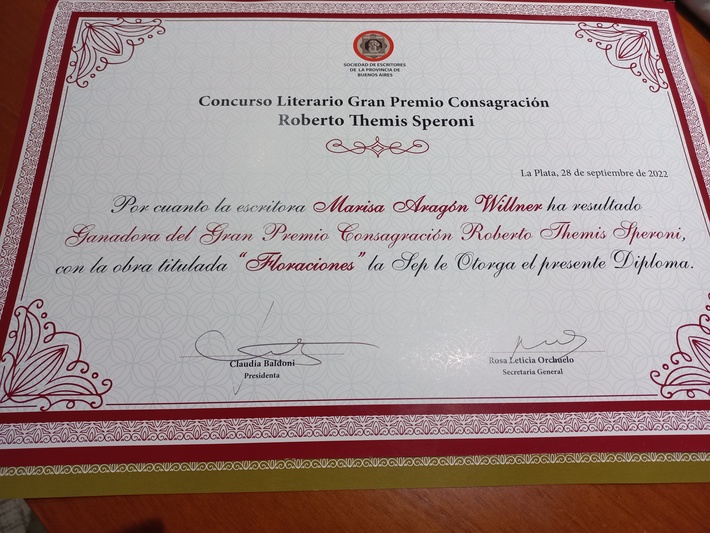 SOCIEDAD DE ESCRITORES
DE LA PROVINCIA DE
BUENOS AIRES
Concurso Literario Gran Premio Consagración
Roberto Themis Speroni
La Plata, 28 de septiembre de 2022
Por cuanto la escritora Marisa Aragón Willner ha resultado
Ganadora del Gran Premio Consagración Roberto Themis Speroni,
con la obra titulada "Floraciones" la Sep le Otorga el presente Diploma.
Claudia Baldoni
Presidenta
Rosa Leticia Orchuelo
Secretaria General